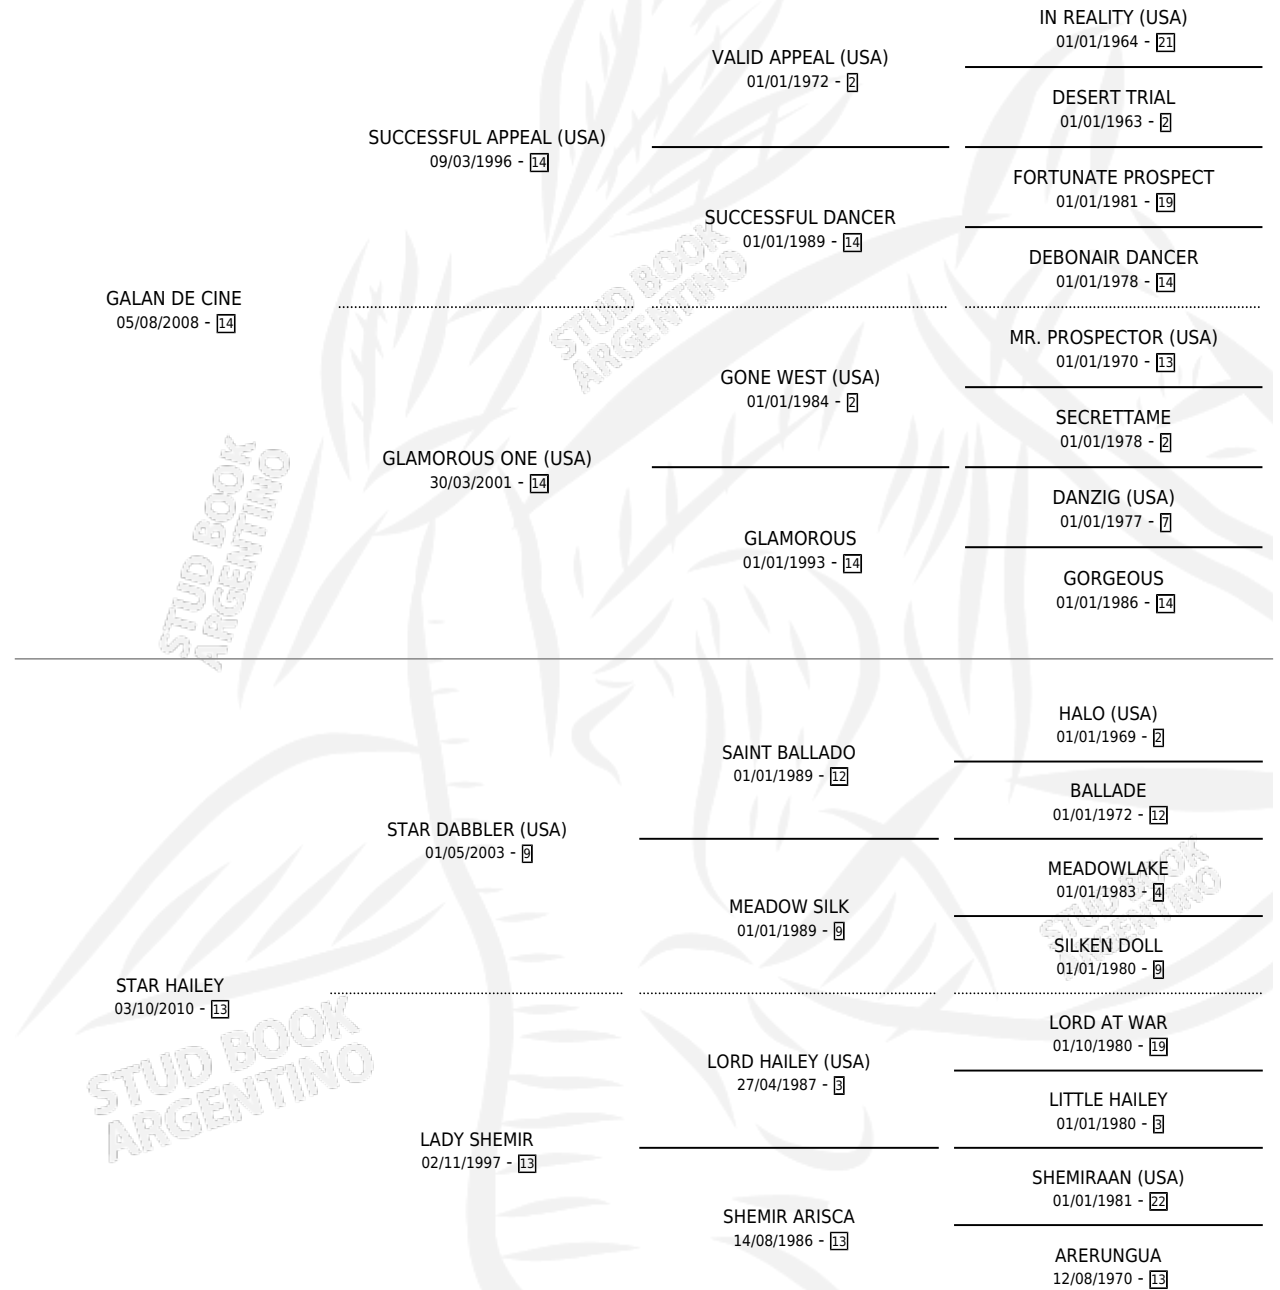 IN REALITY (USA)
01/01/1964 - 21
VALID APPEAL (USA)
01/01/1972 - 2
DESERT TRIAL
01/01/1963 - 2
SUCCESSFUL APPEAL (USA)
09/03/1996 - 14
FORTUNATE PROSPECT
01/01/1981 - 19
SUCCESSFUL DANCER
01/01/1989 - 14
DEBONAIR DANCER
01/01/1978 - 14
GALAN DE CINE
05/08/2008 - 14
STUD BOOK
ARGENTINO
MR. PROSPECTOR (USA)
01/01/1970 - 13
GONE WEST (USA)
01/01/1984 - 2
SECRETTAME
01/01/1978 - 2
GLAMOROUS ONE (USA)
30/03/2001 - 14
DANZIG (USA)
01/01/1977 - 7
GLAMOROUS
01/01/1993 - 14
GORGEOUS
01/01/1986 - 14
STUD BOOK
ARGENTINO
HALO (USA)
01/01/1969 - 2
SAINT BALLADO
01/01/1989 - 12
BALLADE
01/01/1972 - 12
STAR DABBLER (USA)
01/05/2003 - 9
MEADOWLAKE
01/01/1983 - 4
MEADOW SILK
01/01/1989 - 9
STUD BOOK
ARGENTINO
SILKEN DOLL
01/01/1980 - 9
STAR HAILEY
03/10/2010 - 13
STUD BOOK
ARGENTINO
LORD AT WAR
01/10/1980 - 19
LORD HAILEY (USA)
27/04/1987 - 3
LITTLE HAILEY
01/01/1980 - 3
LADY SHEMIR
02/11/1997 - 13
SHEMIRAAN (USA)
01/01/1981 - 22
SHEMIR ARISCA
14/08/1986 - 13
ARERUNGUA
12/08/1970 - 13